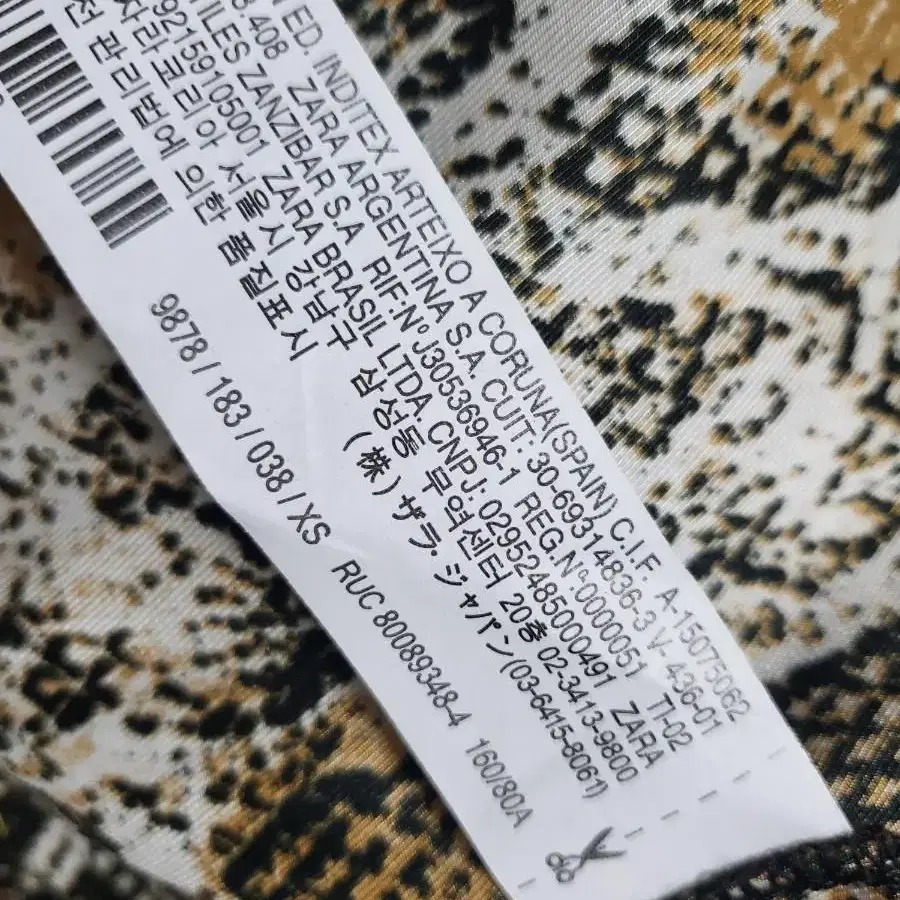 ED. INDITEX ARTEIXO A CORUNA(SPAIN) C.I.F. A-15075062
3.408 ZARA ARGENTINA S.A. CUIT: 30-69314836-3 V- 436-01
TILES ZANZIBAR S.A. RIF:Nº J30536946-1 REG.Nº:0000051 TI-02
92159105001 ZARA BRASIL LTDA, CNPJ: 02952485000491 ZARA
자라코리아 서울시 강남구 삼성동 무역센터 20층 02-3413-9800
전 관리법에 의한 품질표시 (株)ザラ・ジャパン(03-6415-8061)
9878 / 183 / 038 / XS RUC 80089348-4 160/80A